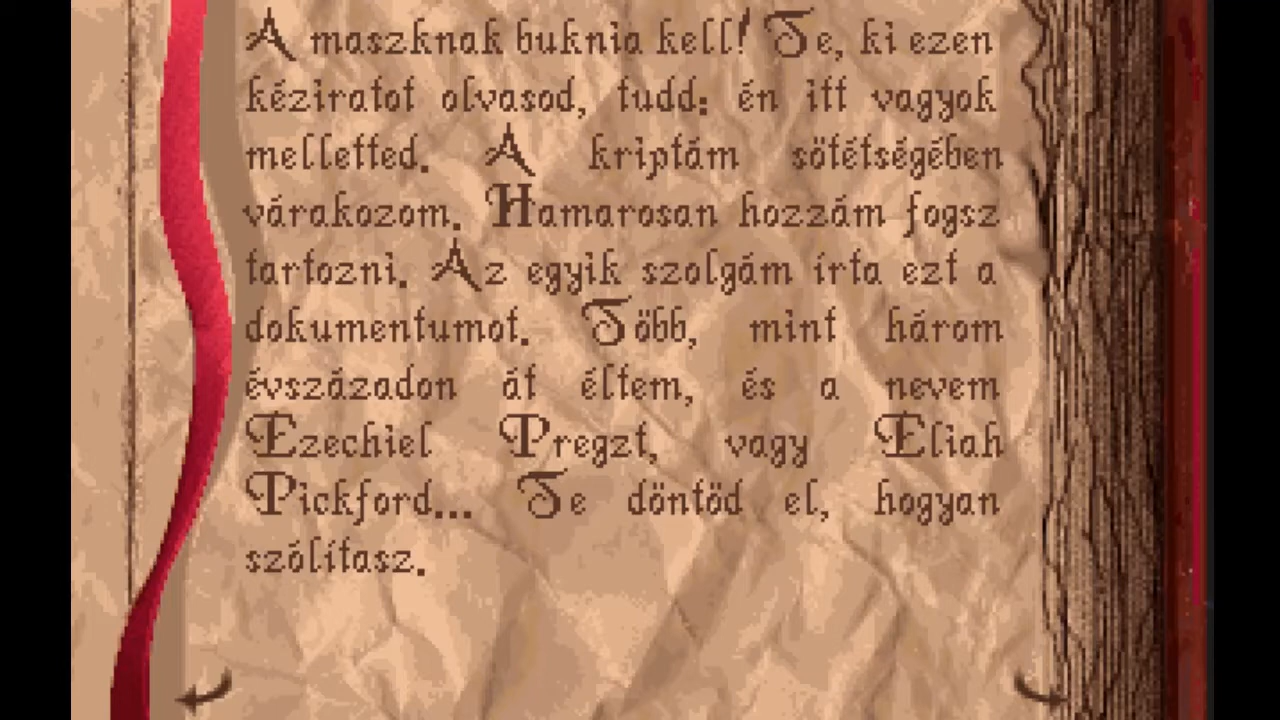 A maszknak buknia kell! Te, ki ezen
kéziratot olvasod, tudd: én itt vagyok
melletted. A kriptám sötétségében
várakozom. Hamarosan hozzám fogsz
tartozni. Az egyik szolgám írta ezt a
dokumentumot. Több, mint három
évszázadon át éltem, és a nevem
Ezechiel Pregzt, vagy Eliah
Pickford... Te döntöd el, hogyan
szólítasz.